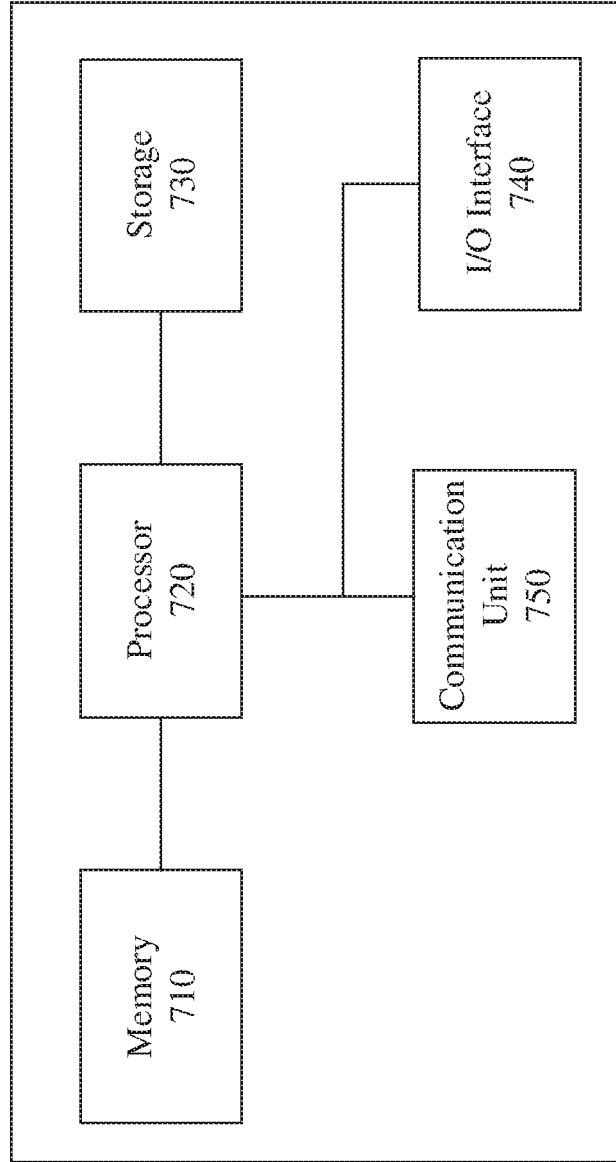 Memory
710
Processor
720
Storage
730
Communication
Unit
750
I/O Interface
740